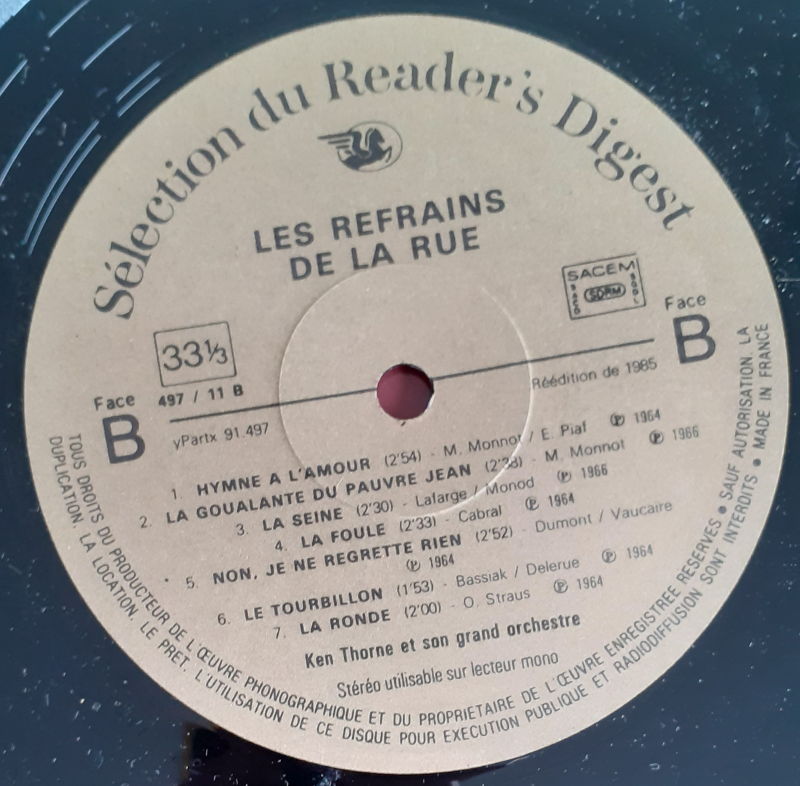 Sélection du Reader's Digest
LES REFRAINS
DE LA RUE
SACEM
SACD
SDRM
SGDL
33⅓
Face
B
497 / 11 B
Face
B
yPartx 91.497
Réédition de 1985
1. HYMNE A L'AMOUR (2'54) - M. Monnot / E. Piaf Ⓟ 1964
2. LA GOUALANTE DU PAUVRE JEAN (2'38) - M. Monnot Ⓟ 1966
3. LA SEINE (2'30) - Lafarge / Monod Ⓟ 1966
4. LA FOULE (2'33) - Cabral Ⓟ 1964
5. NON, JE NE REGRETTE RIEN (2'52) - Dumont / Vaucaire
Ⓟ 1964
6. LE TOURBILLON (1'53) - Bassiak / Delerue Ⓟ 1964
7. LA RONDE (2'00) - O. Straus Ⓟ 1964
Ken Thorne et son grand orchestre
Stéréo utilisable sur lecteur mono
TOUS DROITS DU PRODUCTEUR DE L'ŒUVRE PHONOGRAPHIQUE ET DU PROPRIETAIRE DE L'ŒUVRE ENREGISTREE RESERVES • SAUF AUTORISATION. LA
DUPLICATION. LA LOCATION. LE PRET. L'UTILISATION DE CE DISQUE POUR EXECUTION PUBLIQUE ET RADIODIFFUSION SONT INTERDITS • MADE IN FRANCE